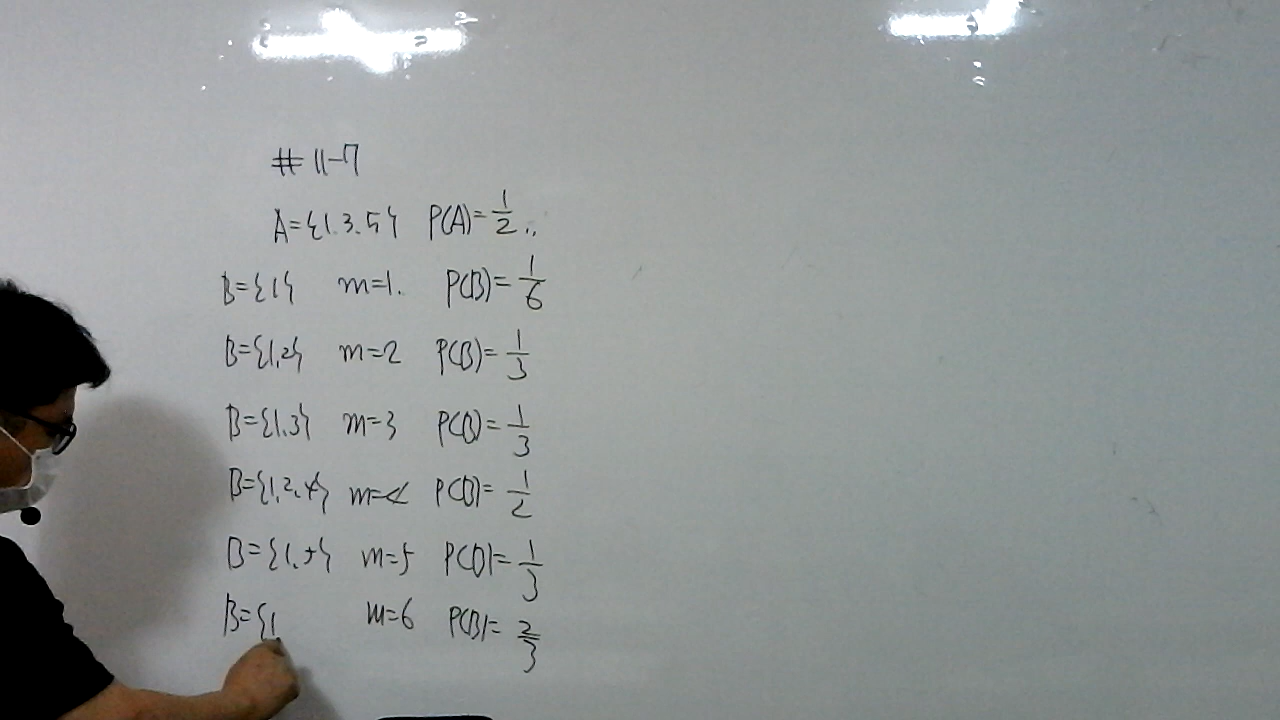 # 11-7
A={1.3.5} P(A)=1/2..
B={1} m=1. P(B)=1/6
B={1,2} m=2 P(B)=1/3
B={1.3} m=3 P(B)=1/3
B={1,2,4} m=4 P(B)=1/2
B={1,5} m=5 P(B)=1/3
B={1 m=6 P(B)=2/3